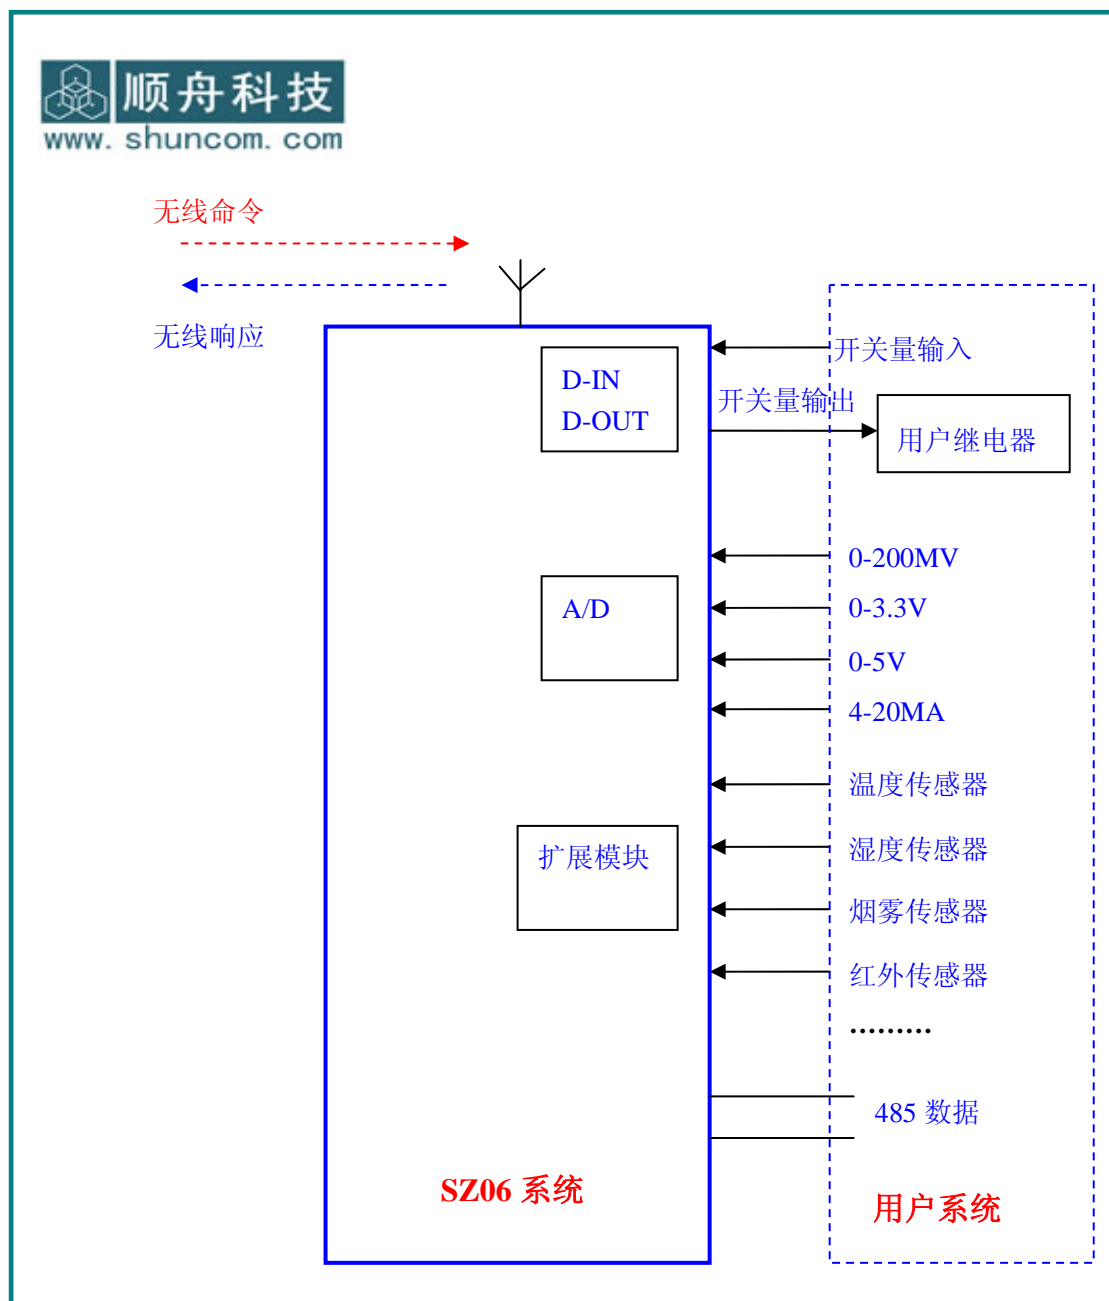 顺舟科技
www.shuncom.com
无线命令
无线响应
开关量输入
D-IN
D-OUT
开关量输出
用户继电器
0-200MV
A/D
0-3.3V
0-5V
4-20MA
温度传感器
扩展模块
湿度传感器
烟雾传感器
红外传感器
.........
485 数据
SZ06 系统
用户系统